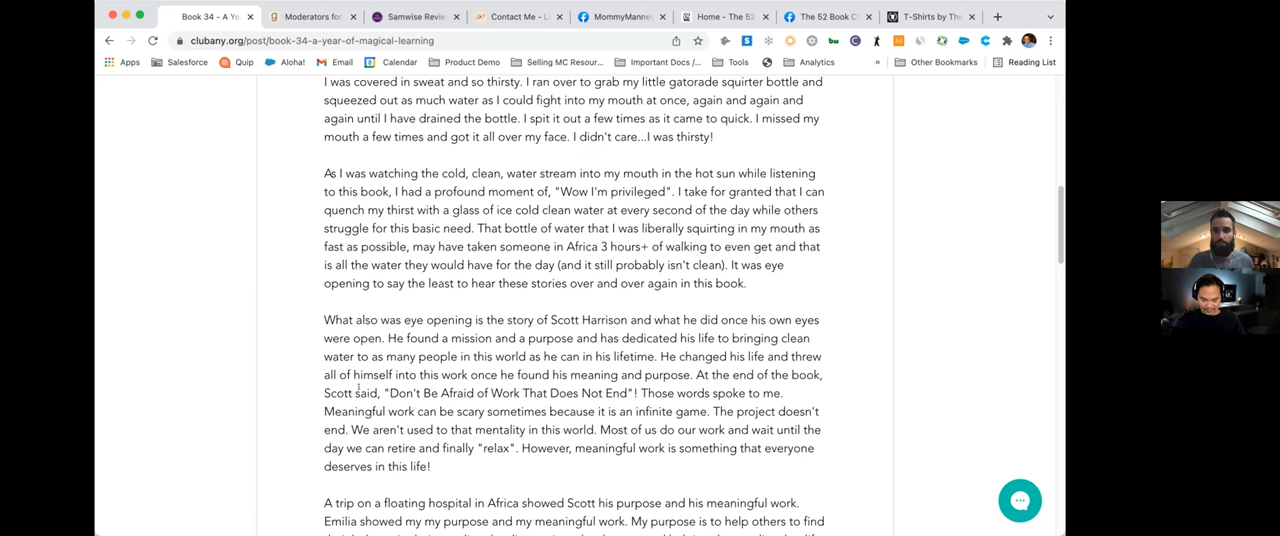 Book 34 - A Ye
Moderators for
Samwise Revie
Contact Me - L
MommyManne
Home - The 52
The 52 Book C
T-Shirts by The
clubany.org/post/book-34-a-year-of-magical-learning
Apps
Salesforce
Quip
Aloha!
Email
Calendar
Product Demo
Selling MC Resour...
Important Docs /...
Tools
Analytics
»
Other Bookmarks
Reading List
I was covered in sweat and so thirsty. I ran over to grab my little gatorade squirter bottle and
squeezed out as much water as I could fight into my mouth at once, again and again and
again until I have drained the bottle. I spit it out a few times as it came to quick. I missed my
mouth a few times and got it all over my face. I didn't care...I was thirsty!
As I was watching the cold, clean, water stream into my mouth in the hot sun while listening
to this book, I had a profound moment of, "Wow I'm privileged". I take for granted that I can
quench my thirst with a glass of ice cold clean water at every second of the day while others
struggle for this basic need. That bottle of water that I was liberally squirting in my mouth as
fast as possible, may have taken someone in Africa 3 hours+ of walking to even get and that
is all the water they would have for the day (and it still probably isn't clean). It was eye
opening to say the least to hear these stories over and over again in this book.
What also was eye opening is the story of Scott Harrison and what he did once his own eyes
were open. He found a mission and a purpose and has dedicated his life to bringing clean
water to as many people in this world as he can in his lifetime. He changed his life and threw
all of himself into this work once he found his meaning and purpose. At the end of the book,
Scott said, "Don't Be Afraid of Work That Does Not End"! Those words spoke to me.
Meaningful work can be scary sometimes because it is an infinite game. The project doesn't
end. We aren't used to that mentality in this world. Most of us do our work and wait until the
day we can retire and finally "relax". However, meaningful work is something that everyone
deserves in this life!
A trip on a floating hospital in Africa showed Scott his purpose and his meaningful work.
Emilia showed my my purpose and my meaningful work. My purpose is to help others to find